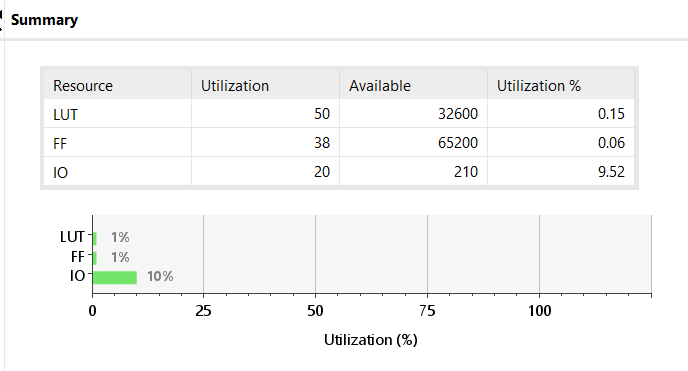 Summary
Resource Utilization Available Utilization %
LUT 50 32600 0.15
FF 38 65200 0.06
IO 20 210 9.52
LUT 1%
FF 1%
IO 10%
0 25 50 75 100
Utilization (%)